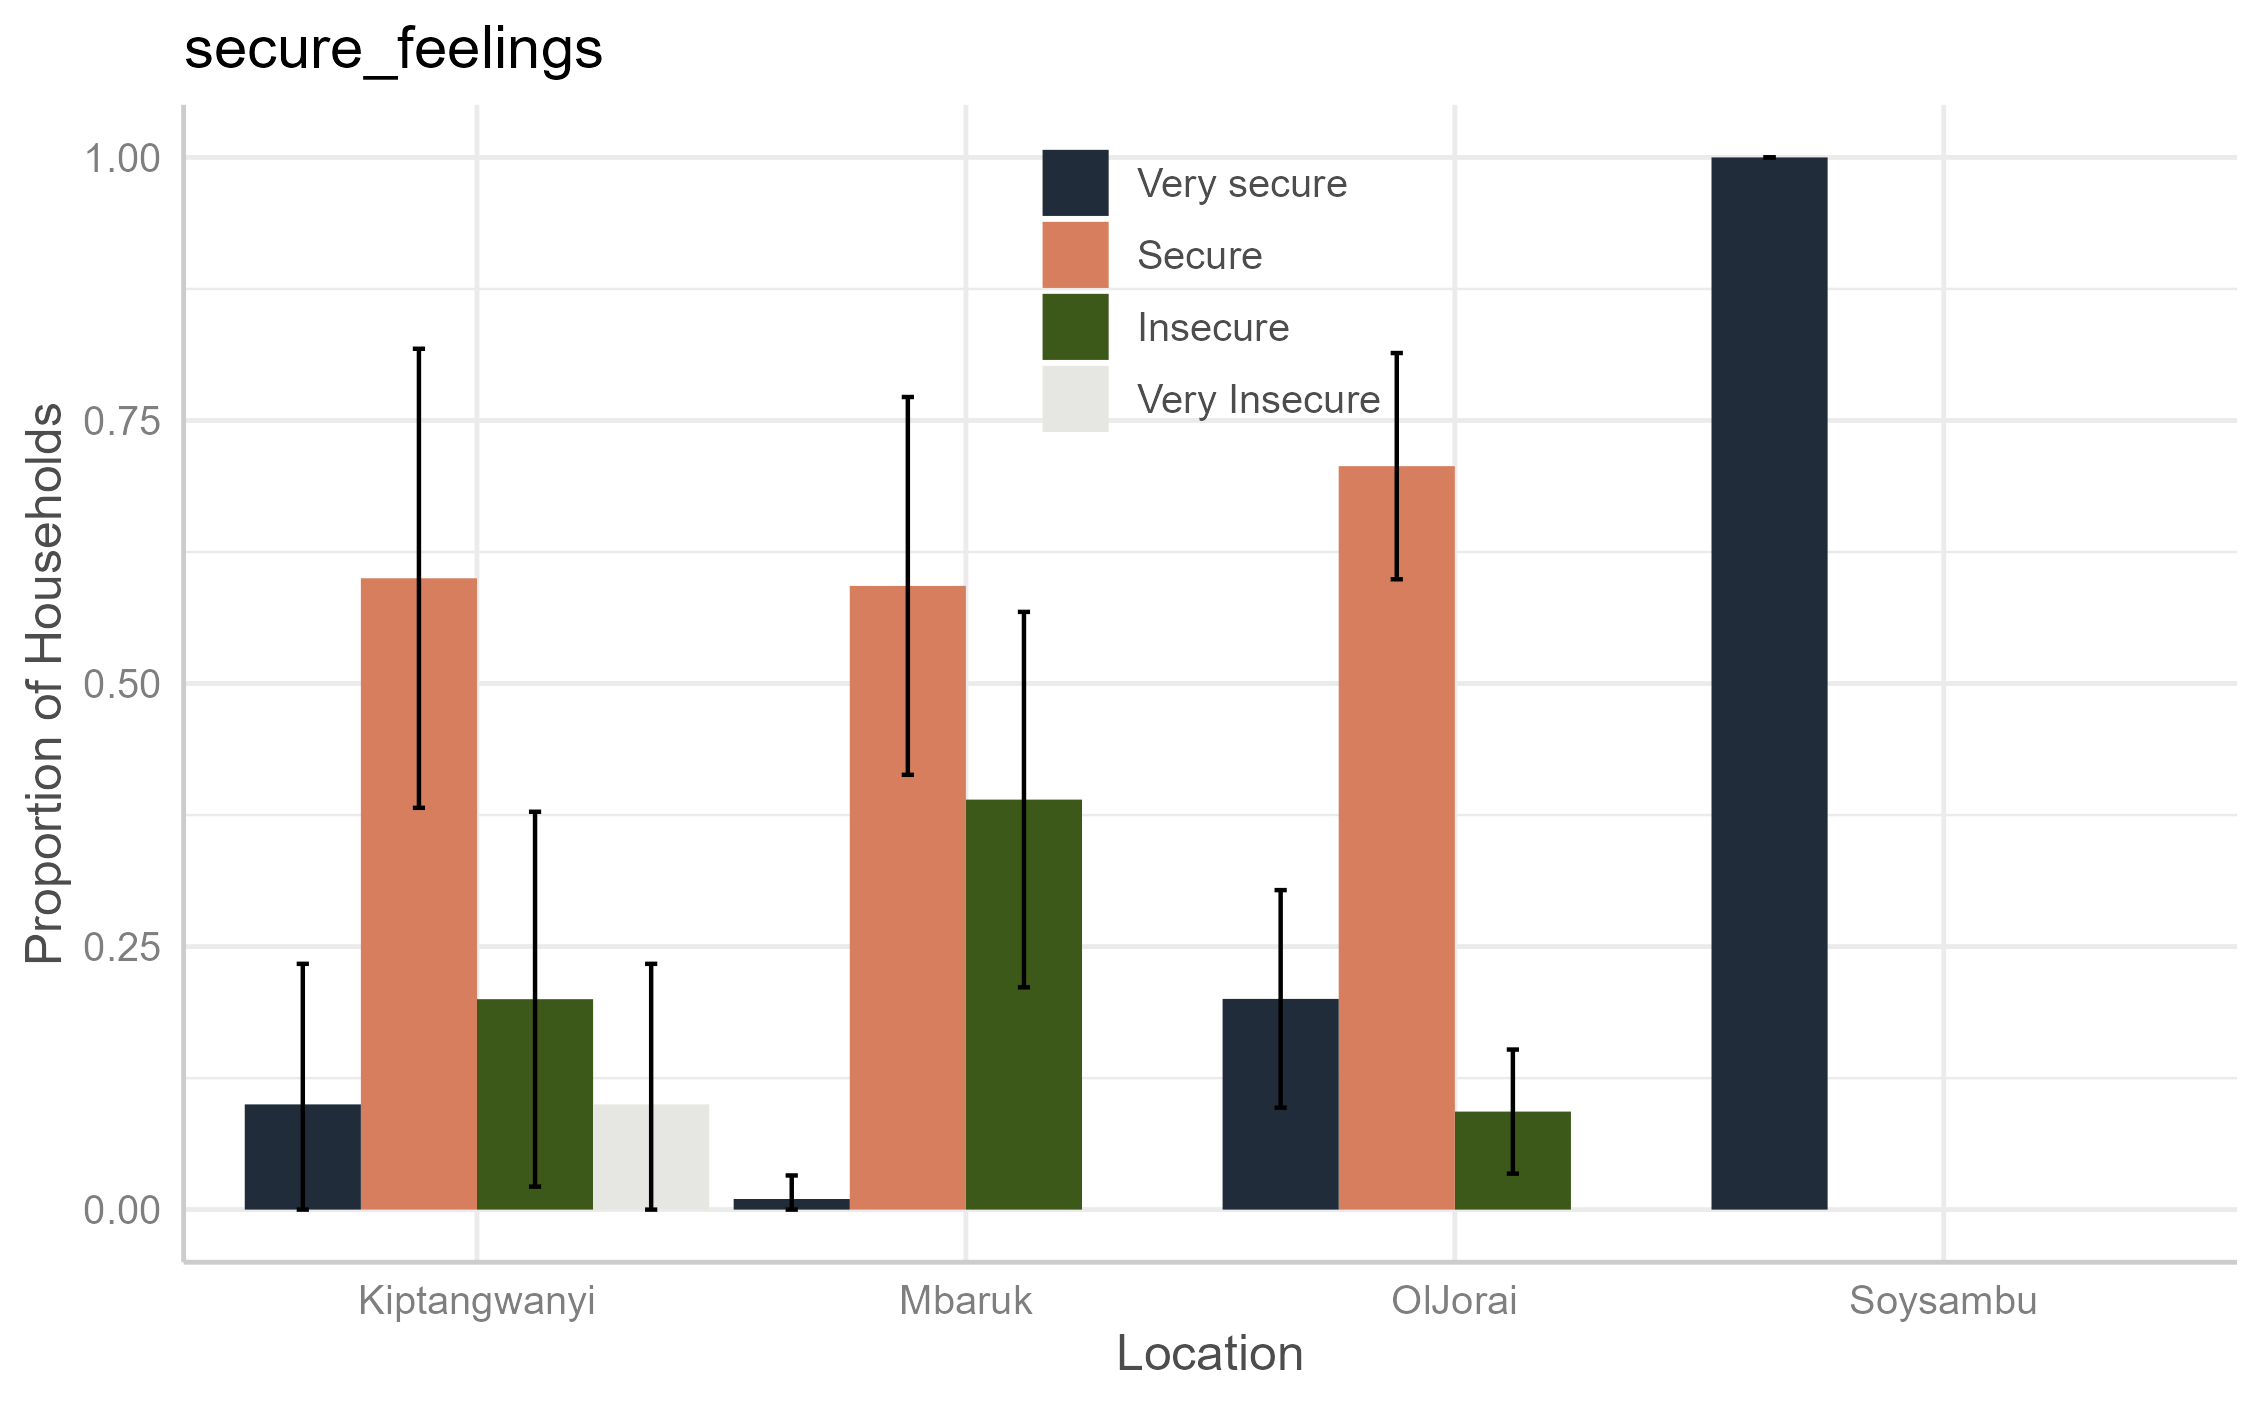 secure_feelings
1.00
0.75
0.50
0.25
0.00
Proportion of Households
Very secure
Secure
Insecure
Very Insecure
Kiptangwanyi
Mbaruk
OlJorai
Soysambu
Location